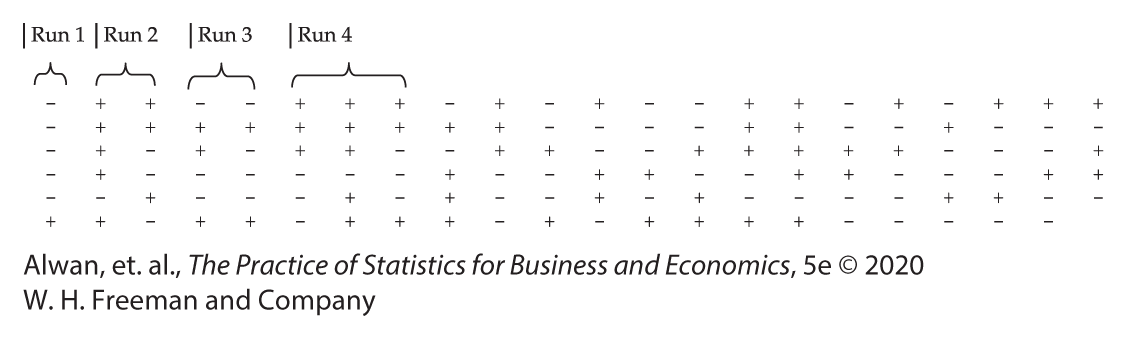 |Run 1 |Run 2 |Run 3 |Run 4
− + + − − + + + − + − + − − + + − + − + + +
− + + + + + + + + + − − − − + + − − + − − −
− + − + − + + − − + + − − + + + + + − − − +
− + − − − − − − + − − + + − − + + − − − + +
− − + − − − + − + − − + − + − − − − + + − −
+ + − + + − + + + − + − + + + + − − − − −
Alwan, et. al., The Practice of Statistics for Business and Economics, 5e © 2020
W. H. Freeman and Company